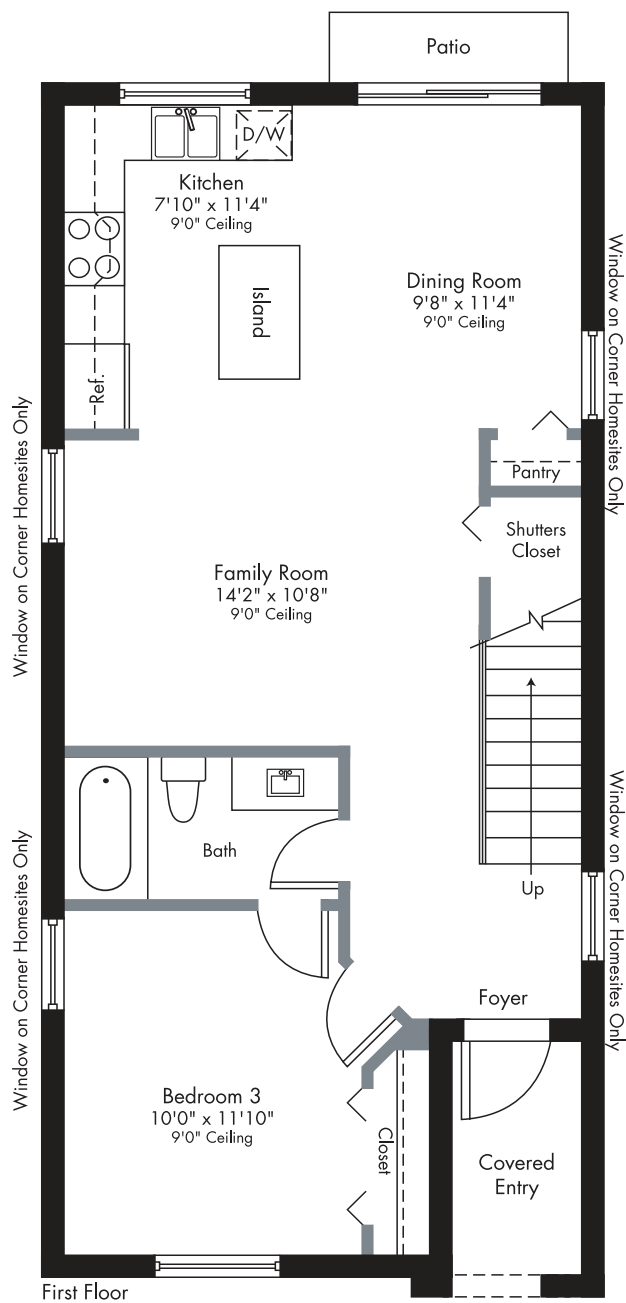 Patio
D/W
Kitchen
7'10" x 11'4"
9'0" Ceiling
Island
Dining Room
9'8" x 11'4"
9'0" Ceiling
Window on Corner Homesites Only
Ref.
Window on Corner Homesites Only
Pantry
Shutters
Closet
Family Room
14'2" x 10'8"
9'0" Ceiling
Bath
Up
Window on Corner Homesites Only
Window on Corner Homesites Only
Foyer
Bedroom 3
10'0" x 11'10"
9'0" Ceiling
Closet
Covered
Entry
First Floor